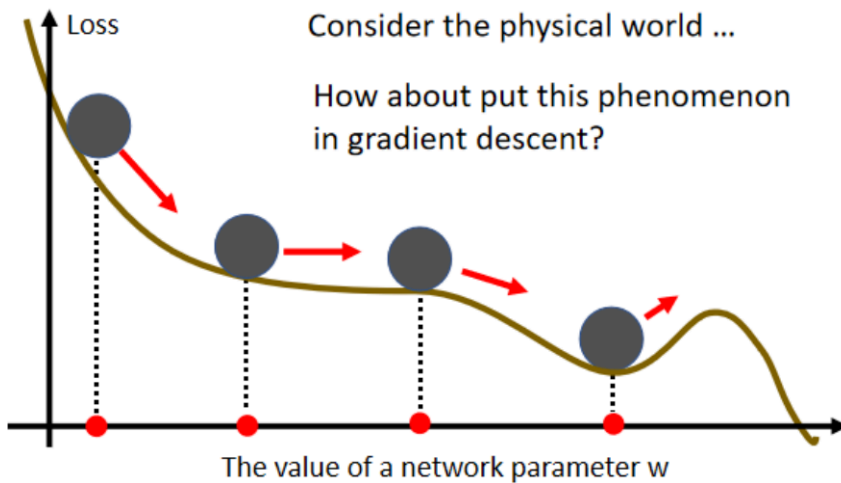 Loss
Consider the physical world ...
How about put this phenomenon
in gradient descent?
The value of a network parameter w